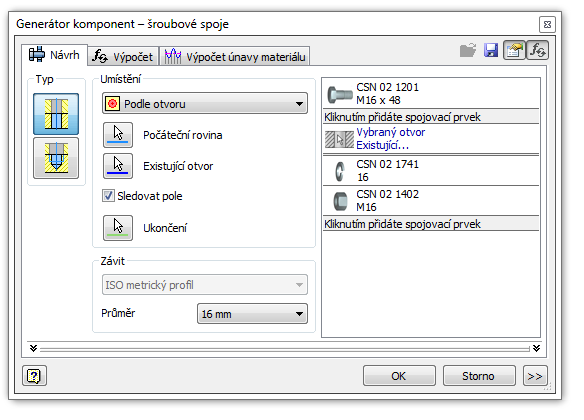 Generátor komponent – šroubové spoje
Návrh
Výpočet
Výpočet únavy materiálu
Typ
Umístění
Podle otvoru
Počáteční rovina
Existující otvor
Sledovat pole
Ukončení
Závit
ISO metrický profil
Průměr
16 mm
CSN 02 1201
M16 x 48
Kliknutím přidáte spojovací prvek
Vybraný otvor
Existující...
CSN 02 1741
16
CSN 02 1402
M16
Kliknutím přidáte spojovací prvek
OK
Storno
>>